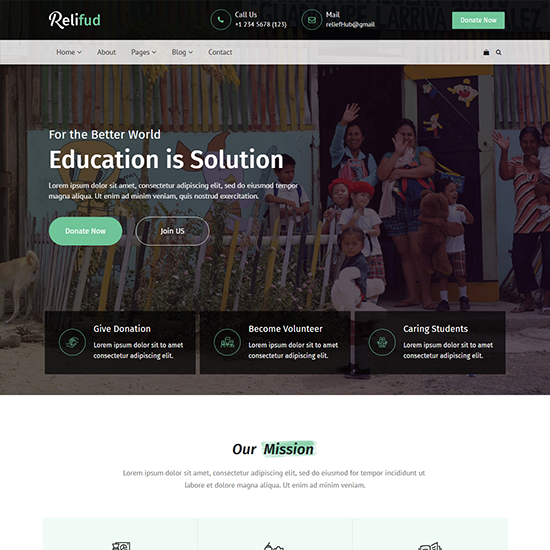 Relifud
Call Us
+1 234 5678 (123)
Mail
reliefHub@gmail
Donate Now
Home
About
Pages
Blog
Contact
For the Better World
Education is Solution
Lorem ipsum dolor sit amet, consectetur adipiscing elit, sed do eiusmod tempor
magna aliqua. Ut enim ad minim veniam, quis nostrud exercitation.
Donate Now
Join US
Give Donation
Lorem ipsum dolor sit amet
consectetur adipiscing elit.
Become Volunteer
Lorem ipsum dolor sit amet
consectetur adipiscing elit.
Caring Students
Lorem ipsum dolor sit amet
consectetur adipiscing elit.
Our Mission
Lorem ipsum dolor sit amet, consectetur adipiscing elit, sed do eiusmod tempor incididunt ut
labore et dolore magna aliqua. Ut enim ad minim veniam.